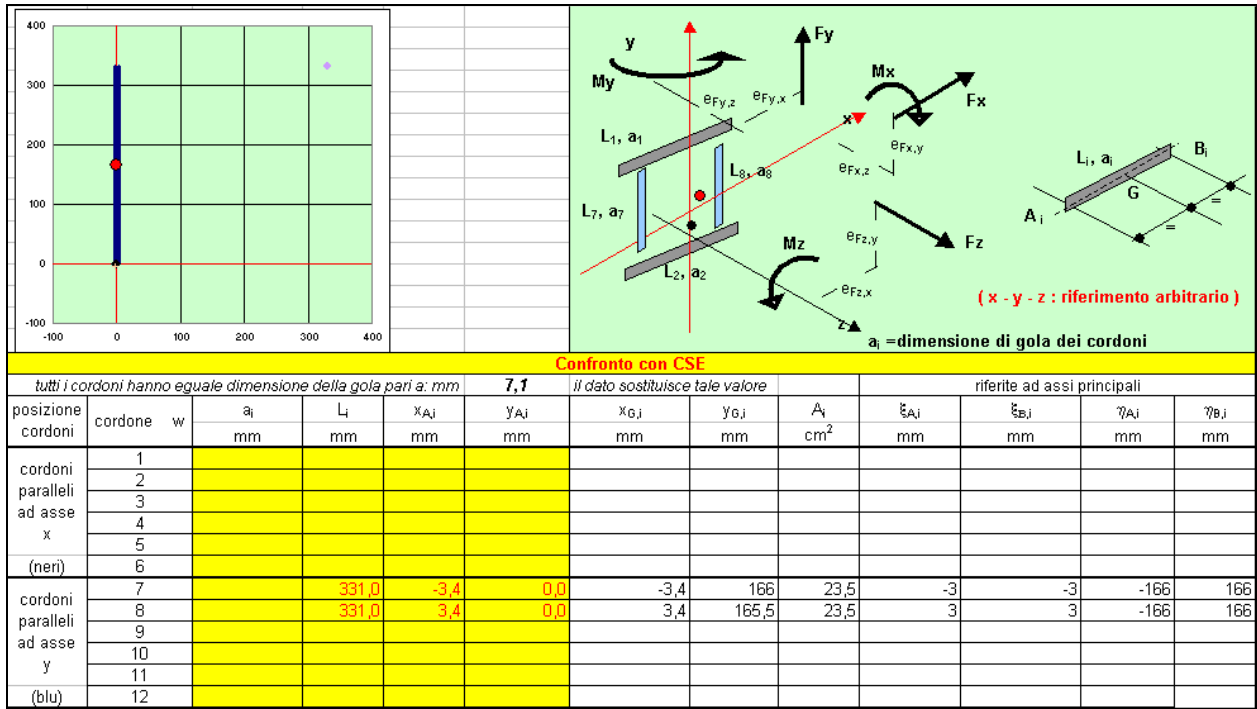 400
300
200
100
0
-100
-100 0 100 200 300 400
y
Fy
My
eFy,z eFy,x
Mx
Fx
x
eFx,y
eFx,z
L1, a1
L8, a8
L7, a7
L2, a2
Mz
eFz,y
Fz
eFz,x
z
Li, ai
Bi
G
Ai
=
=
( x - y - z : riferimento arbitrario )
ai =dimensione di gola dei cordoni
Confronto con CSE
tutti i cordoni hanno eguale dimensione della gola pari a: mm 7,1 il dato sostituisce tale valore riferite ad assi principali
posizione cordoni cordone w ai Li xA,i yA,i xG,i yG,i Ai ξA,i ξB,i ηA,i ηB,i
mm mm mm mm mm mm cm2 mm mm mm mm
cordoni paralleli ad asse x (neri)
1
2
3
4
5
6
cordoni paralleli ad asse y (blu)
7 331,0 -3,4 0,0 -3,4 166 23,5 -3 -3 -166 166
8 331,0 3,4 0,0 3,4 165,5 23,5 3 3 -166 166
9
10
11
12